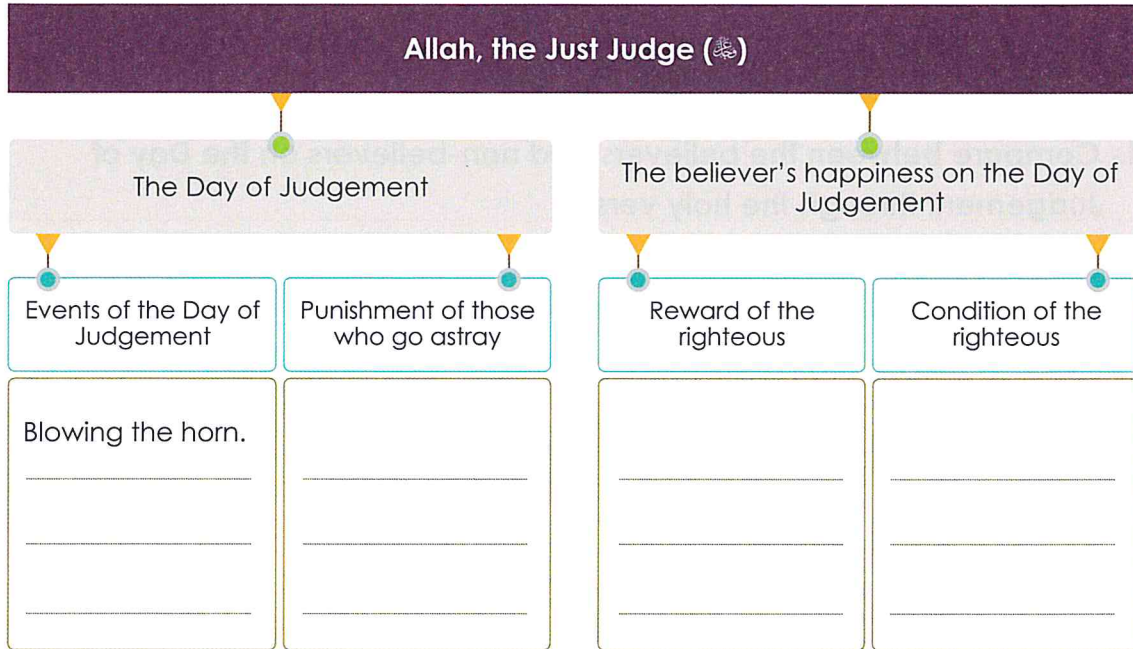 Allah, the Just Judge (ﷻ)
The Day of Judgement
The believer's happiness on the Day of
Judgement
Events of the Day of
Judgement
Punishment of those
who go astray
Reward of the
righteous
Condition of the
righteous
Blowing the horn.